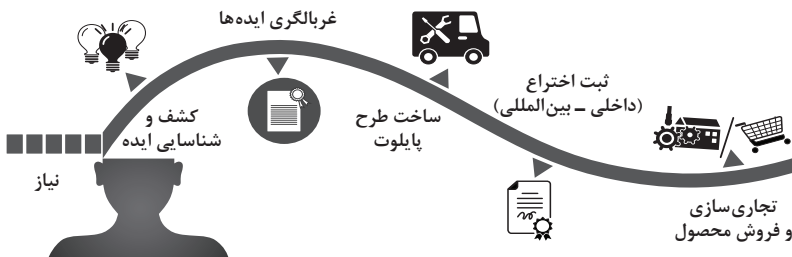 نیاز
کشف و
شناسایی ایده
غربالگری ایده‌ها
ساخت طرح
پایلوت
ثبت اختراع
(داخلی ـ بین‌المللی)
تجاری‌سازی
و فروش محصول